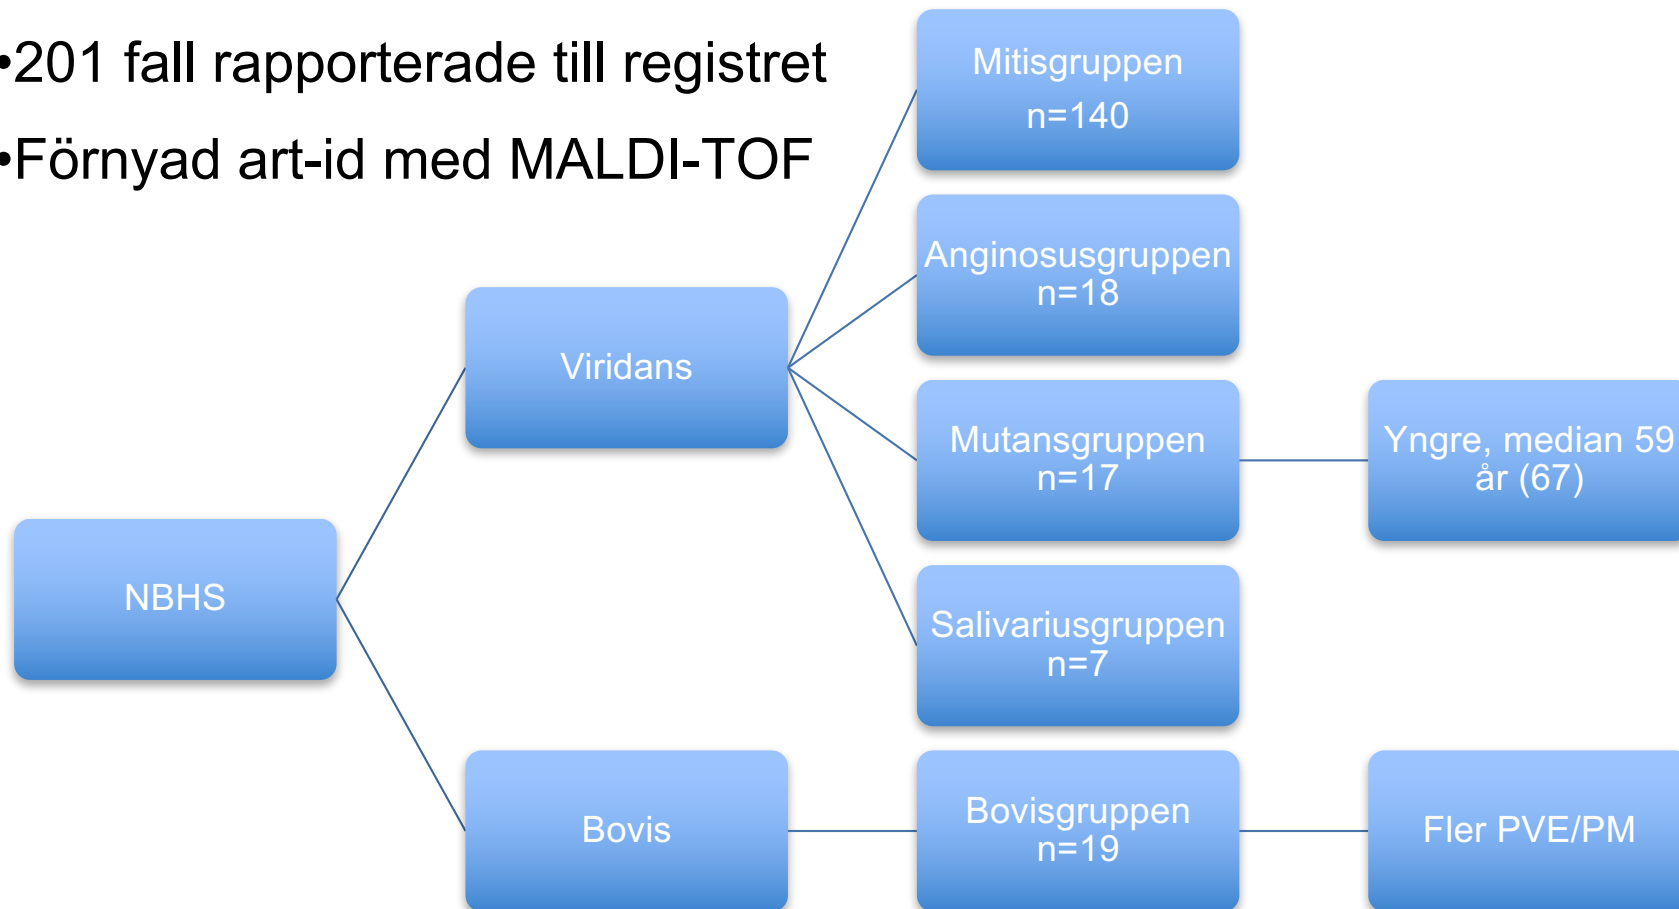 •201 fall rapporterade till registret
•Förnyad art-id med MALDI-TOF
NBHS
Viridans
Bovis
Mitisgruppen
n=140
Anginosusgruppen
n=18
Mutansgruppen
n=17
Salivariusgruppen
n=7
Bovisgruppen
n=19
Yngre, median 59
år (67)
Fler PVE/PM